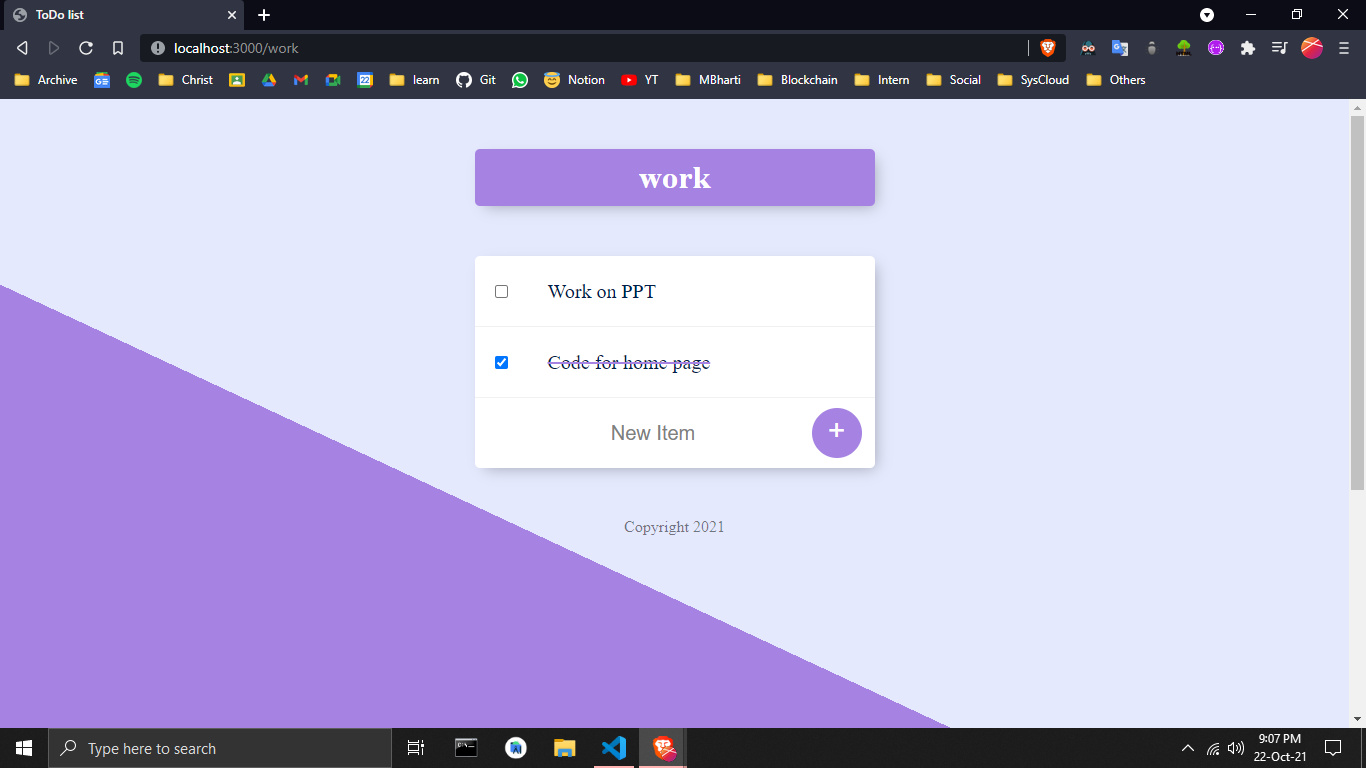 ToDo list
localhost:3000/work
Archive Christ learn Git Notion YT MBharti Blockchain Intern Social SysCloud Others
work
Work on PPT
Code for home page
New Item
+
Copyright 2021
Type here to search
9:07 PM
22-Oct-21